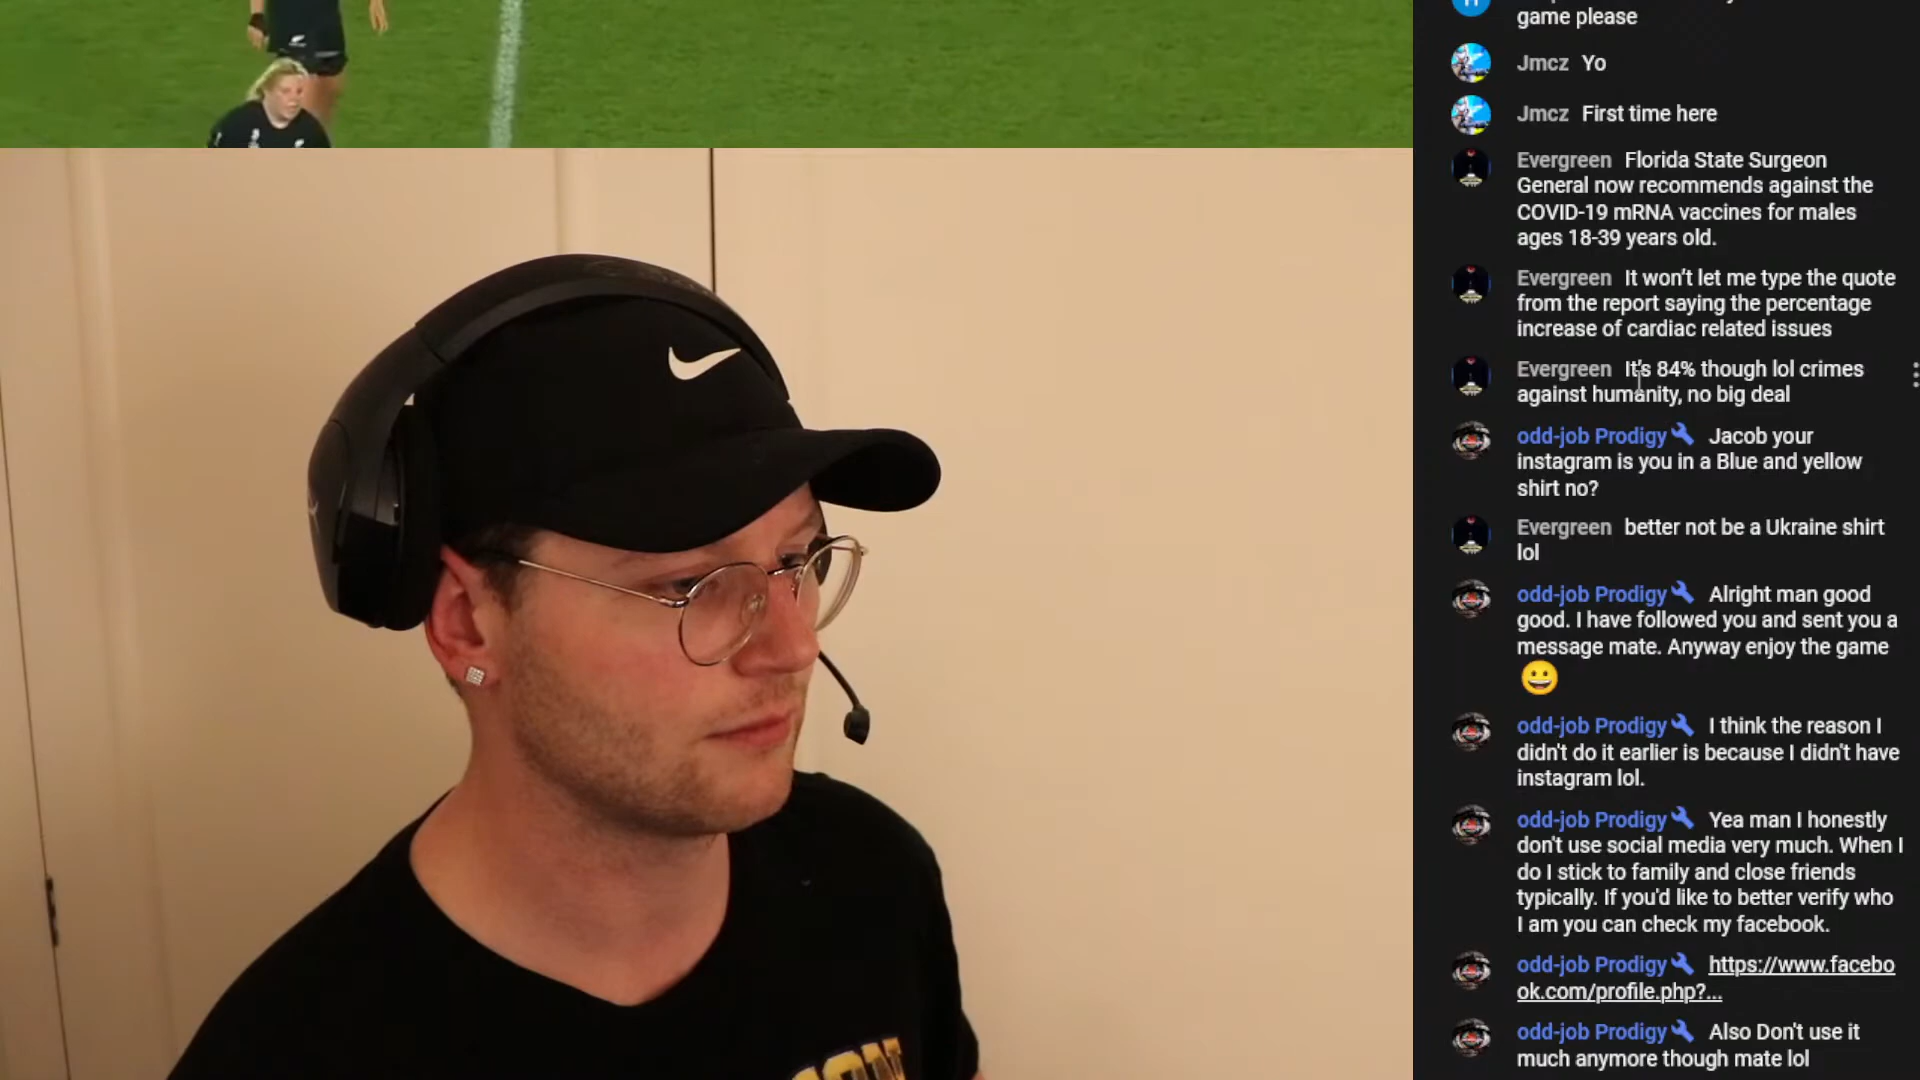 game please
Jmcz Yo
Jmcz First time here
Evergreen Florida State Surgeon
General now recommends against the
COVID-19 mRNA vaccines for males
ages 18-39 years old.
Evergreen It won't let me type the quote
from the report saying the percentage
increase of cardiac related issues
Evergreen It's 84% though lol crimes
against humanity, no big deal
odd-job Prodigy Jacob your
instagram is you in a Blue and yellow
shirt no?
Evergreen better not be a Ukraine shirt
lol
odd-job Prodigy Alright man good
good. I have followed you and sent you a
message mate. Anyway enjoy the game
😀
odd-job Prodigy I think the reason I
didn't do it earlier is because I didn't have
instagram lol.
odd-job Prodigy Yea man I honestly
don't use social media very much. When I
do I stick to family and close friends
typically. If you'd like to better verify who
I am you can check my facebook.
odd-job Prodigy https://www.facebo
ok.com/profile.php?...
odd-job Prodigy Also Don't use it
much anymore though mate lol